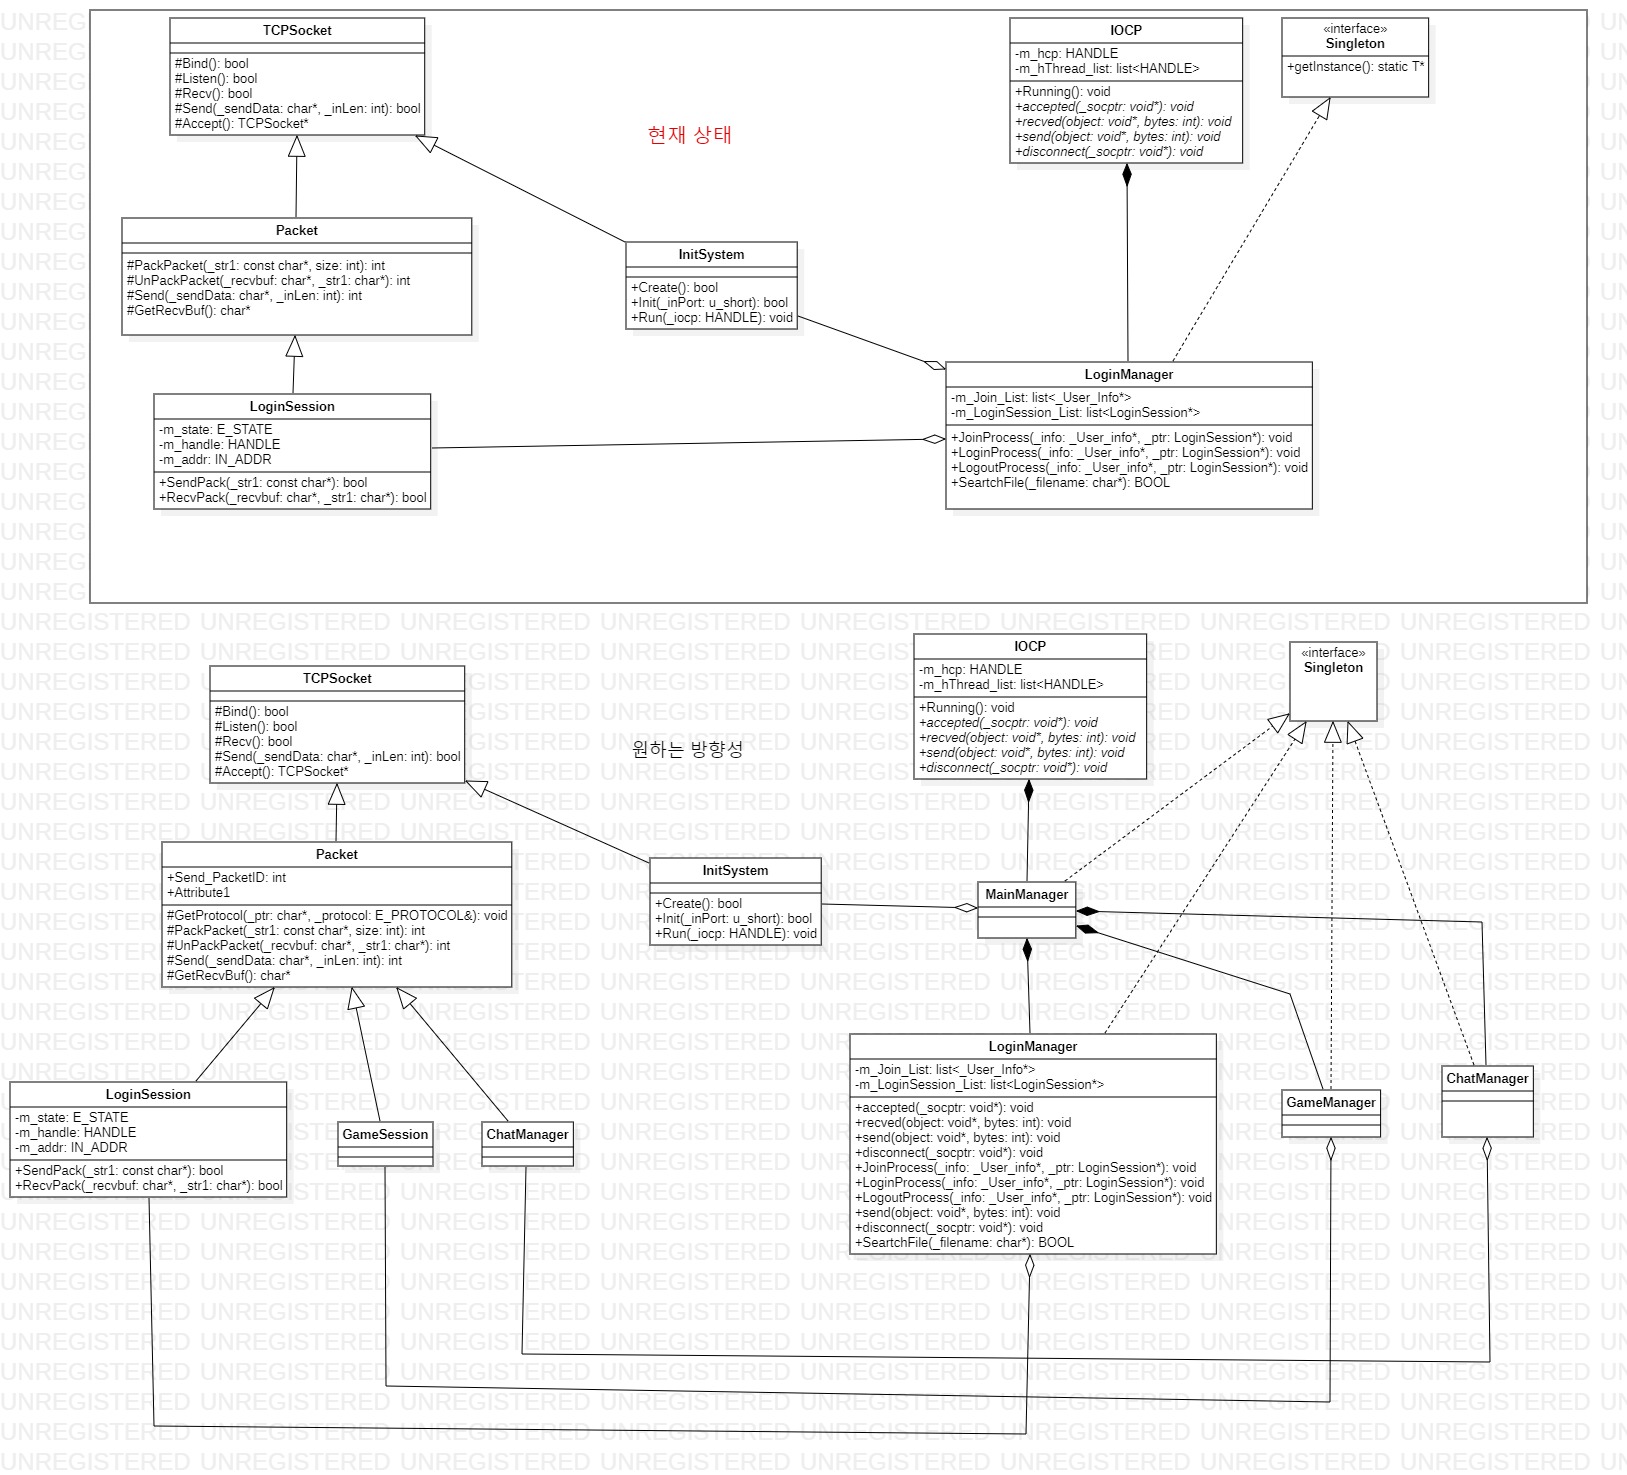 TCPSocket
#Bind(): bool
#Listen(): bool
#Recv(): bool
#Send(_sendData: char*, _inLen: int): bool
#Accept(): TCPSocket*
현재 상태
IOCP
-m_hcp: HANDLE
-m_hThread_list: list<HANDLE>
+Running(): void
+accepted(_socptr: void*): void
+recved(object: void*, bytes: int): void
+send(object: void*, bytes: int): void
+disconnect(_socptr: void*): void
«interface»
Singleton
+getInstance(): static T*
Packet
#PackPacket(_str1: const char*, size: int): int
#UnPackPacket(_recvbuf: char*, _str1: char*): int
#Send(_sendData: char*, _inLen: int): int
#GetRecvBuf(): char*
InitSystem
+Create(): bool
+Init(_inPort: u_short): bool
+Run(_iocp: HANDLE): void
LoginSession
-m_state: E_STATE
-m_handle: HANDLE
-m_addr: IN_ADDR
+SendPack(_str1: const char*): bool
+RecvPack(_recvbuf: char*, _str1: char*): bool
LoginManager
-m_Join_List: list<_User_Info*>
-m_LoginSession_List: list<LoginSession*>
+JoinProcess(_info: _User_info*, _ptr: LoginSession*): void
+LoginProcess(_info: _User_info*, _ptr: LoginSession*): void
+LogoutProcess(_info: _User_info*, _ptr: LoginSession*): void
+SeartchFile(_filename: char*): BOOL
TCPSocket
#Bind(): bool
#Listen(): bool
#Recv(): bool
#Send(_sendData: char*, _inLen: int): bool
#Accept(): TCPSocket*
원하는 방향성
IOCP
-m_hcp: HANDLE
-m_hThread_list: list<HANDLE>
+Running(): void
+accepted(_socptr: void*): void
+recved(object: void*, bytes: int): void
+send(object: void*, bytes: int): void
+disconnect(_socptr: void*): void
«interface»
Singleton
Packet
+Send_PacketID: int
+Attribute1
#GetProtocol(_ptr: char*, _protocol: E_PROTOCOL&): void
#PackPacket(_str1: const char*, size: int): int
#UnPackPacket(_recvbuf: char*, _str1: char*): int
#Send(_sendData: char*, _inLen: int): int
#GetRecvBuf(): char*
InitSystem
+Create(): bool
+Init(_inPort: u_short): bool
+Run(_iocp: HANDLE): void
MainManager
LoginSession
-m_state: E_STATE
-m_handle: HANDLE
-m_addr: IN_ADDR
+SendPack(_str1: const char*): bool
+RecvPack(_recvbuf: char*, _str1: char*): bool
GameSession
ChatManager
LoginManager
-m_Join_List: list<_User_Info*>
-m_LoginSession_List: list<LoginSession*>
+accepted(_socptr: void*): void
+recved(object: void*, bytes: int): void
+send(object: void*, bytes: int): void
+disconnect(_socptr: void*): void
+JoinProcess(_info: _User_info*, _ptr: LoginSession*): void
+LoginProcess(_info: _User_info*, _ptr: LoginSession*): void
+LogoutProcess(_info: _User_info*, _ptr: LoginSession*): void
+send(object: void*, bytes: int): void
+disconnect(_socptr: void*): void
+SeartchFile(_filename: char*): BOOL
GameManager
ChatManager
UNREGISTERED